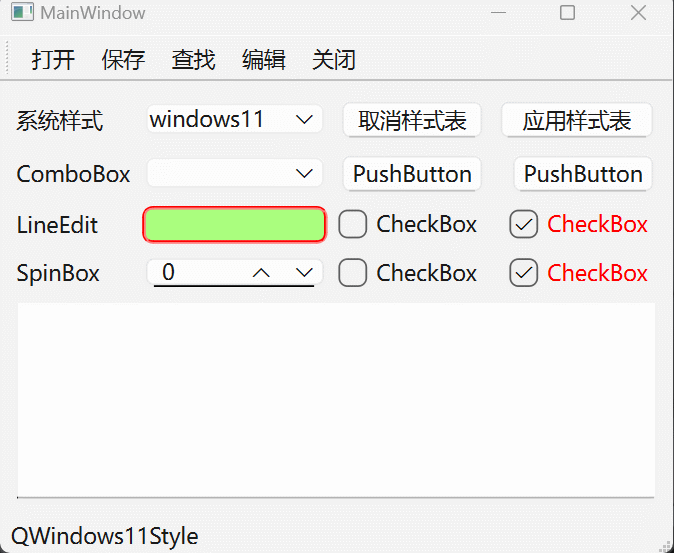 MainWindow
打开 保存 查找 编辑 关闭
系统样式 windows11 取消样式表 应用样式表
ComboBox PushButton PushButton
LineEdit CheckBox CheckBox
SpinBox 0 CheckBox CheckBox
QWindows11Style